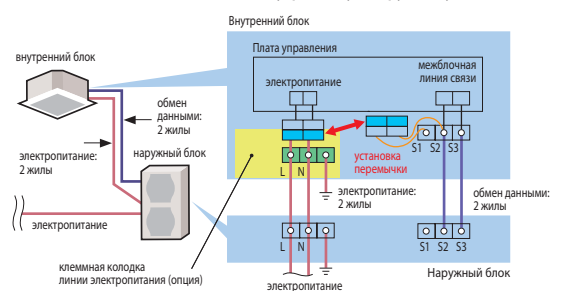 Внутренний блок
Плата управления
внутренний блок
электропитание
межблочная
линия связи
обмен
данными:
2 жилы
электропитание:
2 жилы
наружный блок
S1 S2 S3
установка
перемычки
L N
электропитание:
2 жилы
обмен данными:
2 жилы
электропитание
L N
S1 S2 S3
клеммная колодка
линии электропитания (опция)
Наружный блок
электропитание